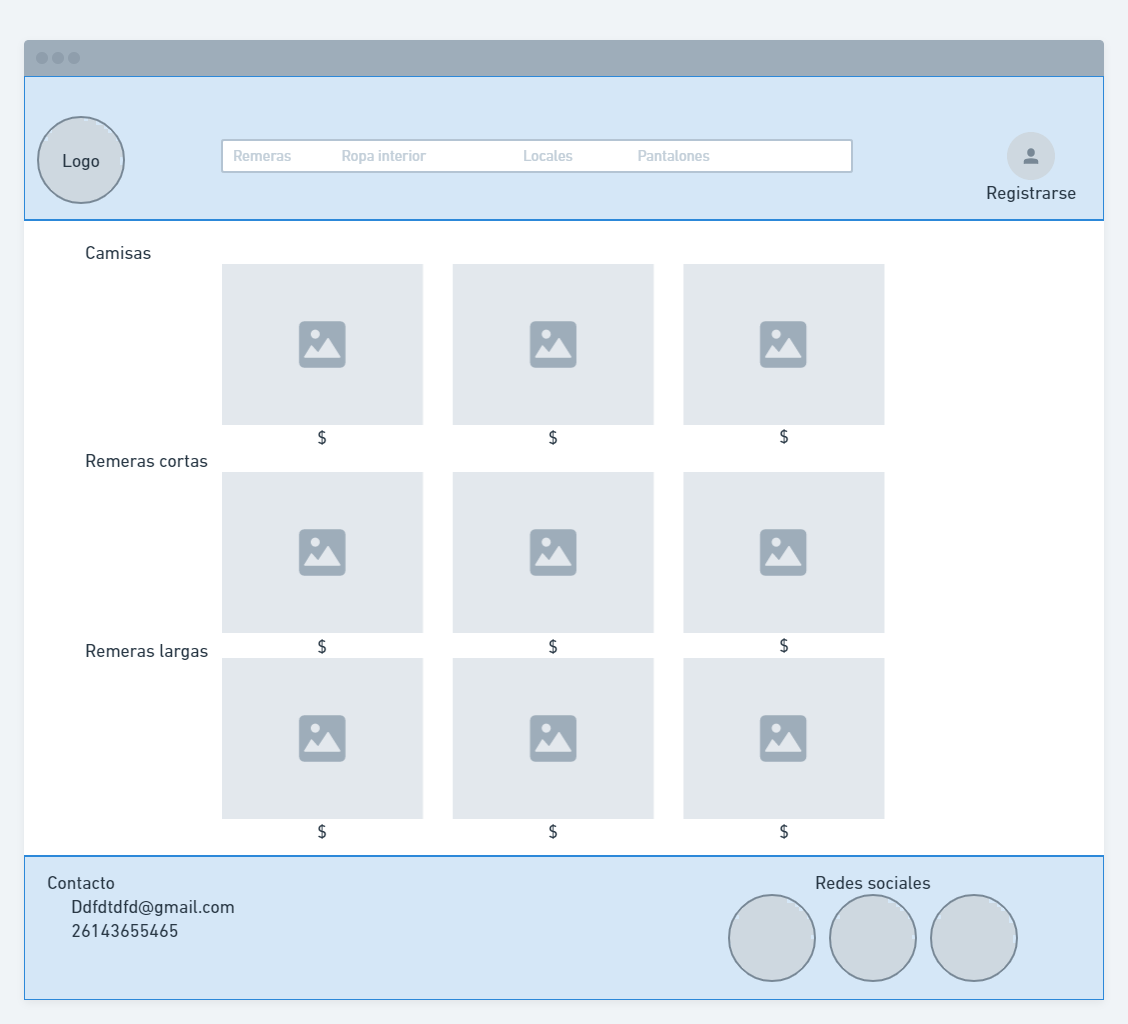 Logo
Remeras Ropa interior Locales Pantalones
Registrarse
Camisas
$ $ $
Remeras cortas
$ $ $
Remeras largas
$ $ $
Contacto
Ddfdtdfd@gmail.com
26143655465
Redes sociales